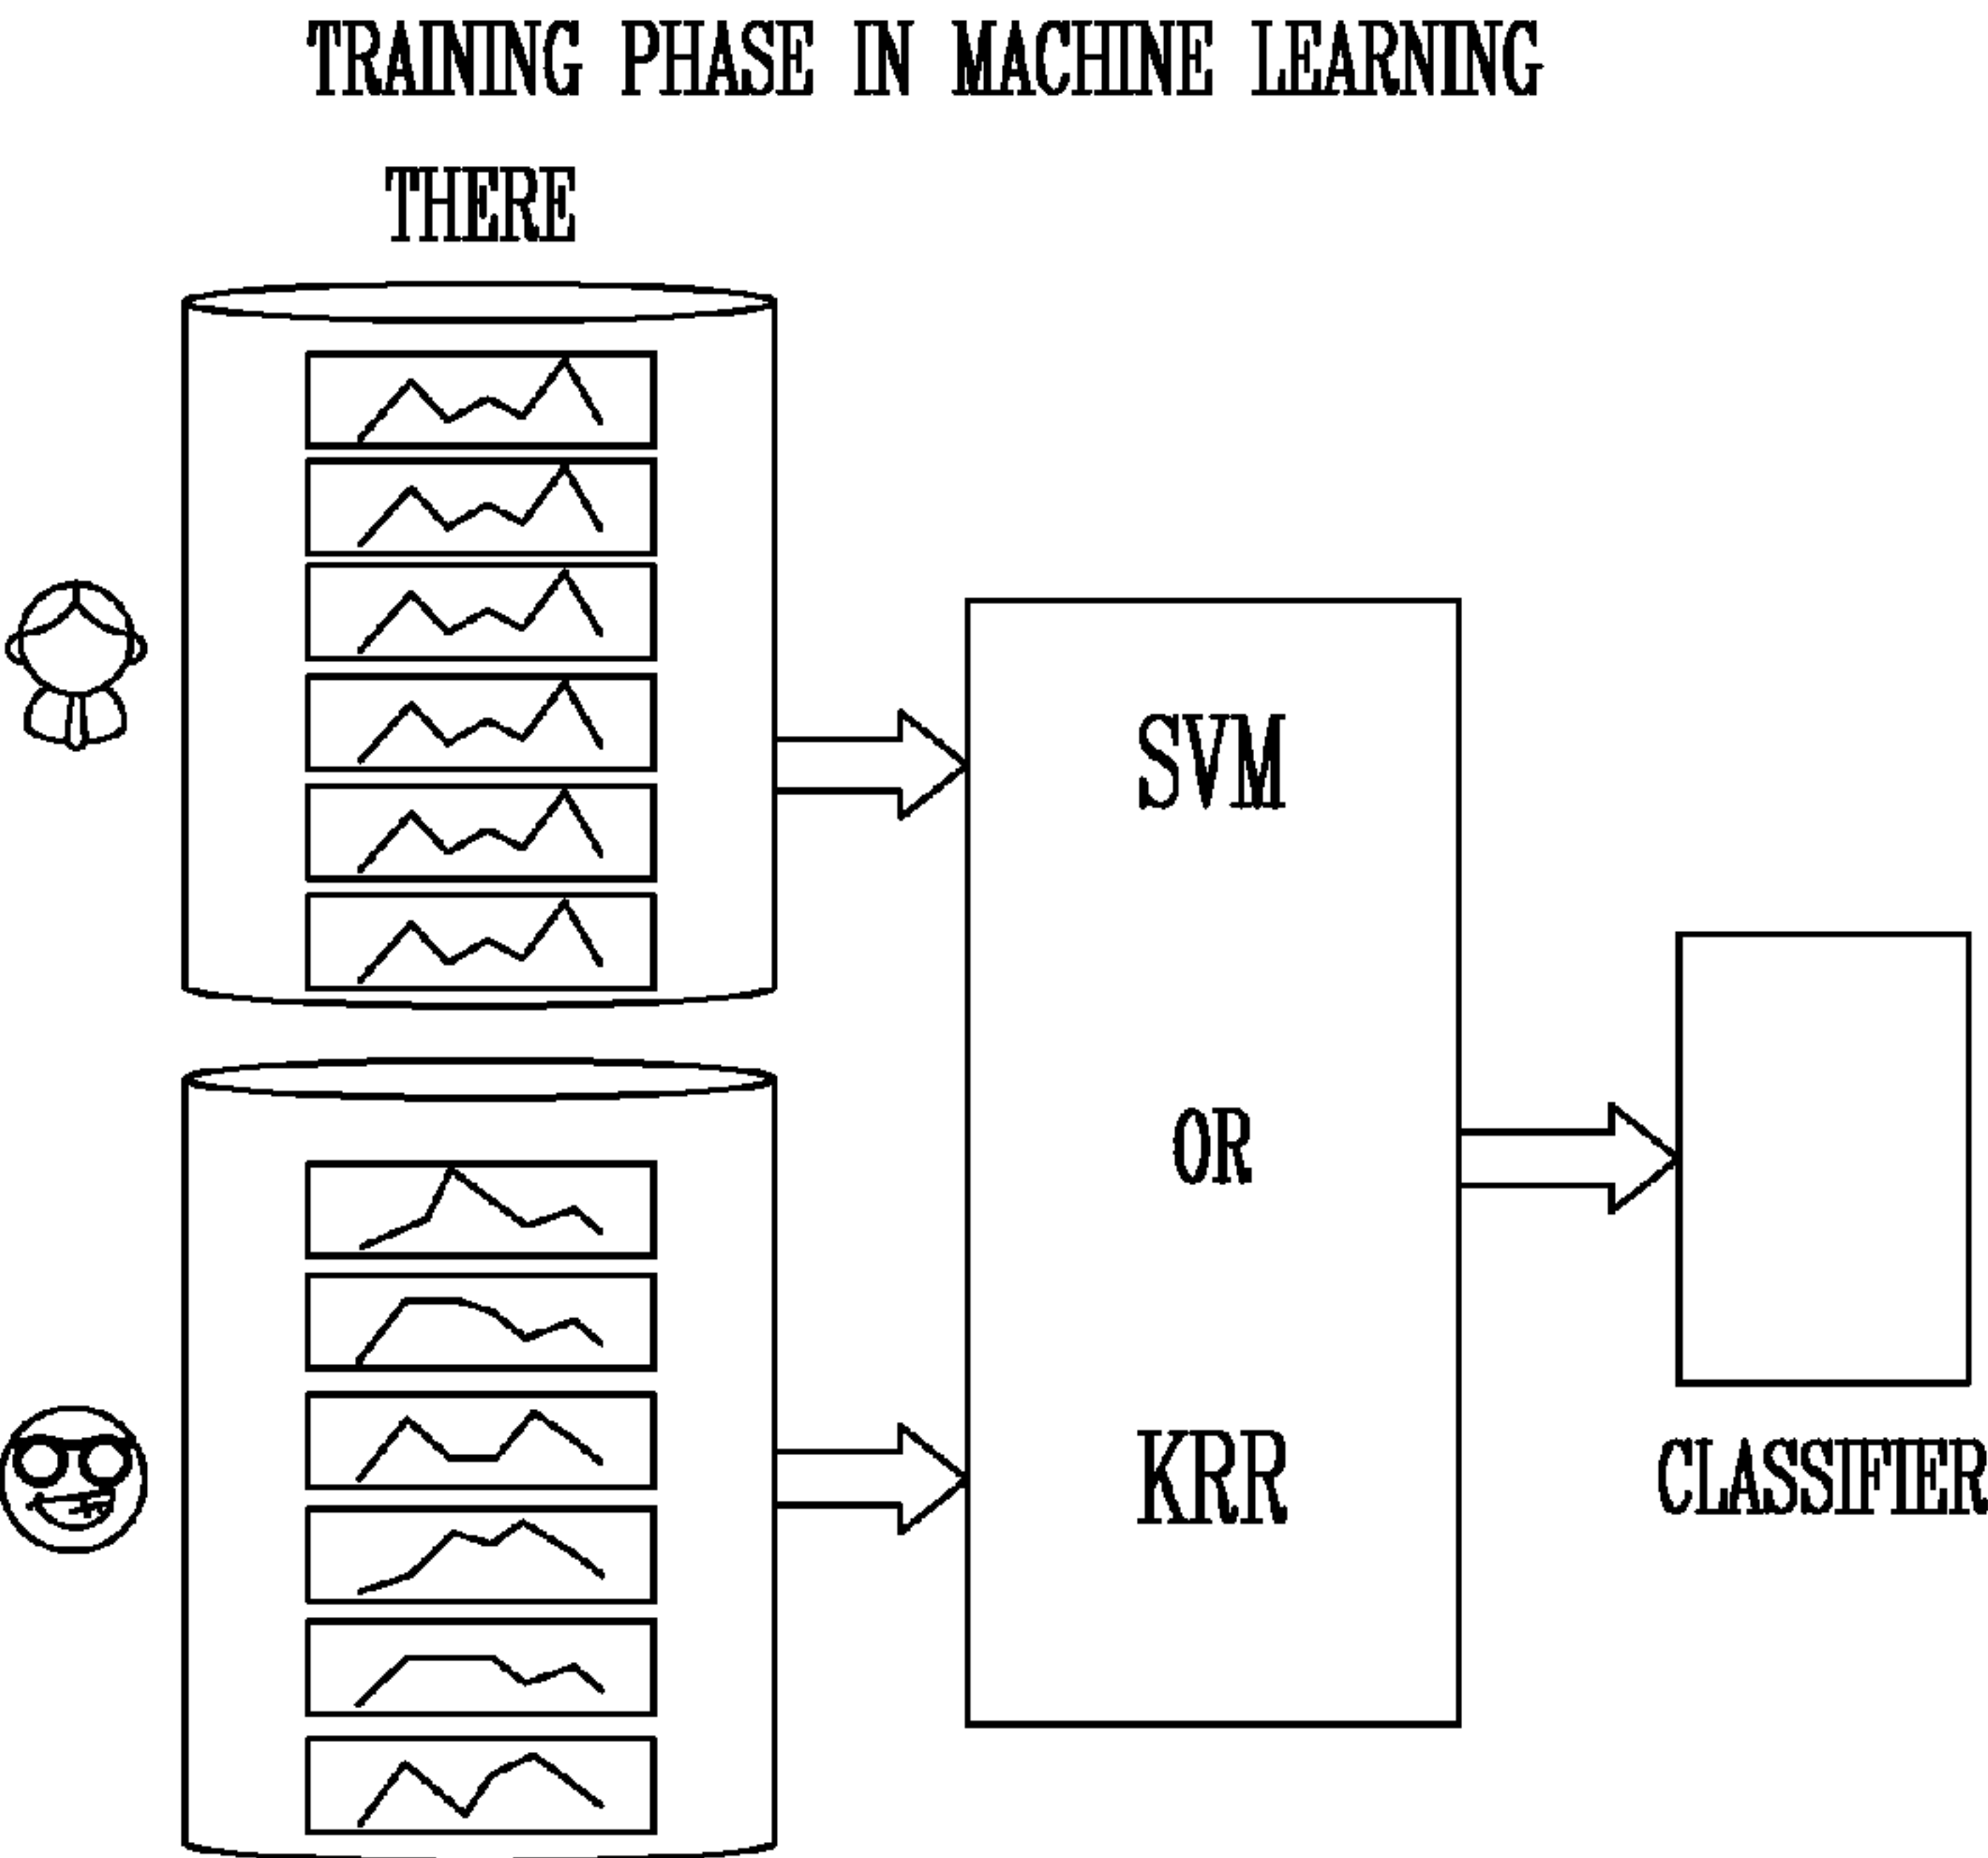 TRAINING PHASE IN MACHINE LEARNING
THERE
SVM
OR
KRR
CLASSIFIER